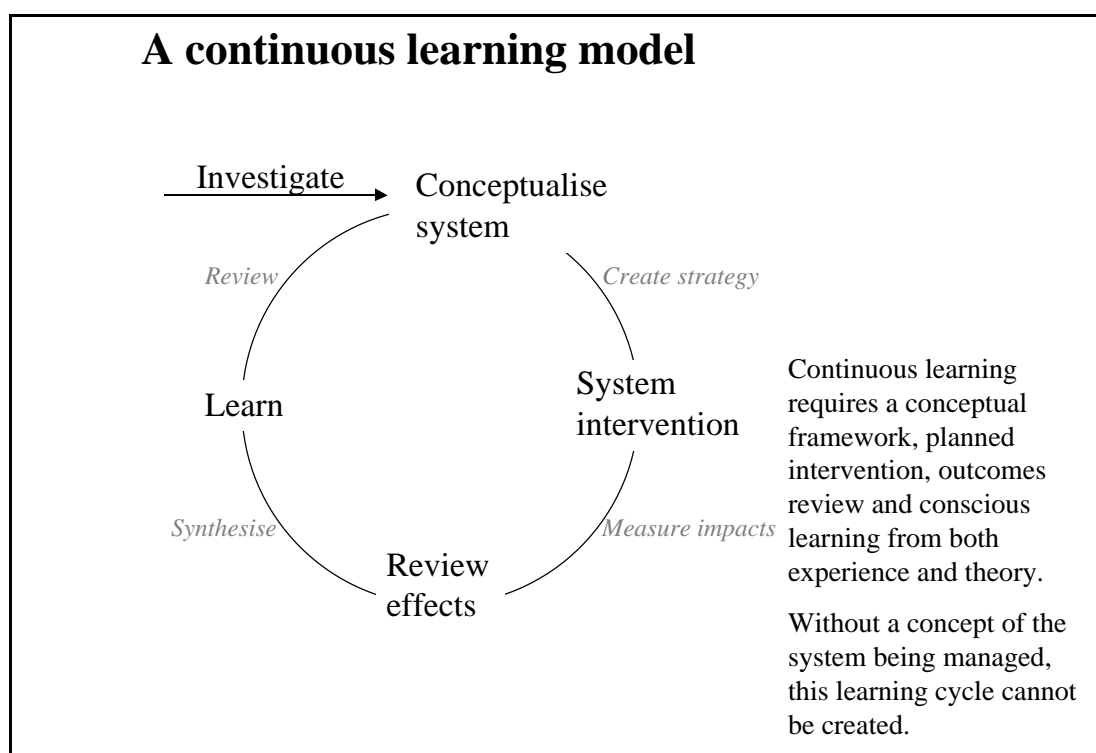 A continuous learning model
Investigate
Conceptualise
system
Review
Create strategy
Learn
System
intervention
Synthesise
Measure impacts
Review
effects
Continuous learning
requires a conceptual
framework, planned
intervention, outcomes
review and conscious
learning from both
experience and theory.
Without a concept of the
system being managed,
this learning cycle cannot
be created.